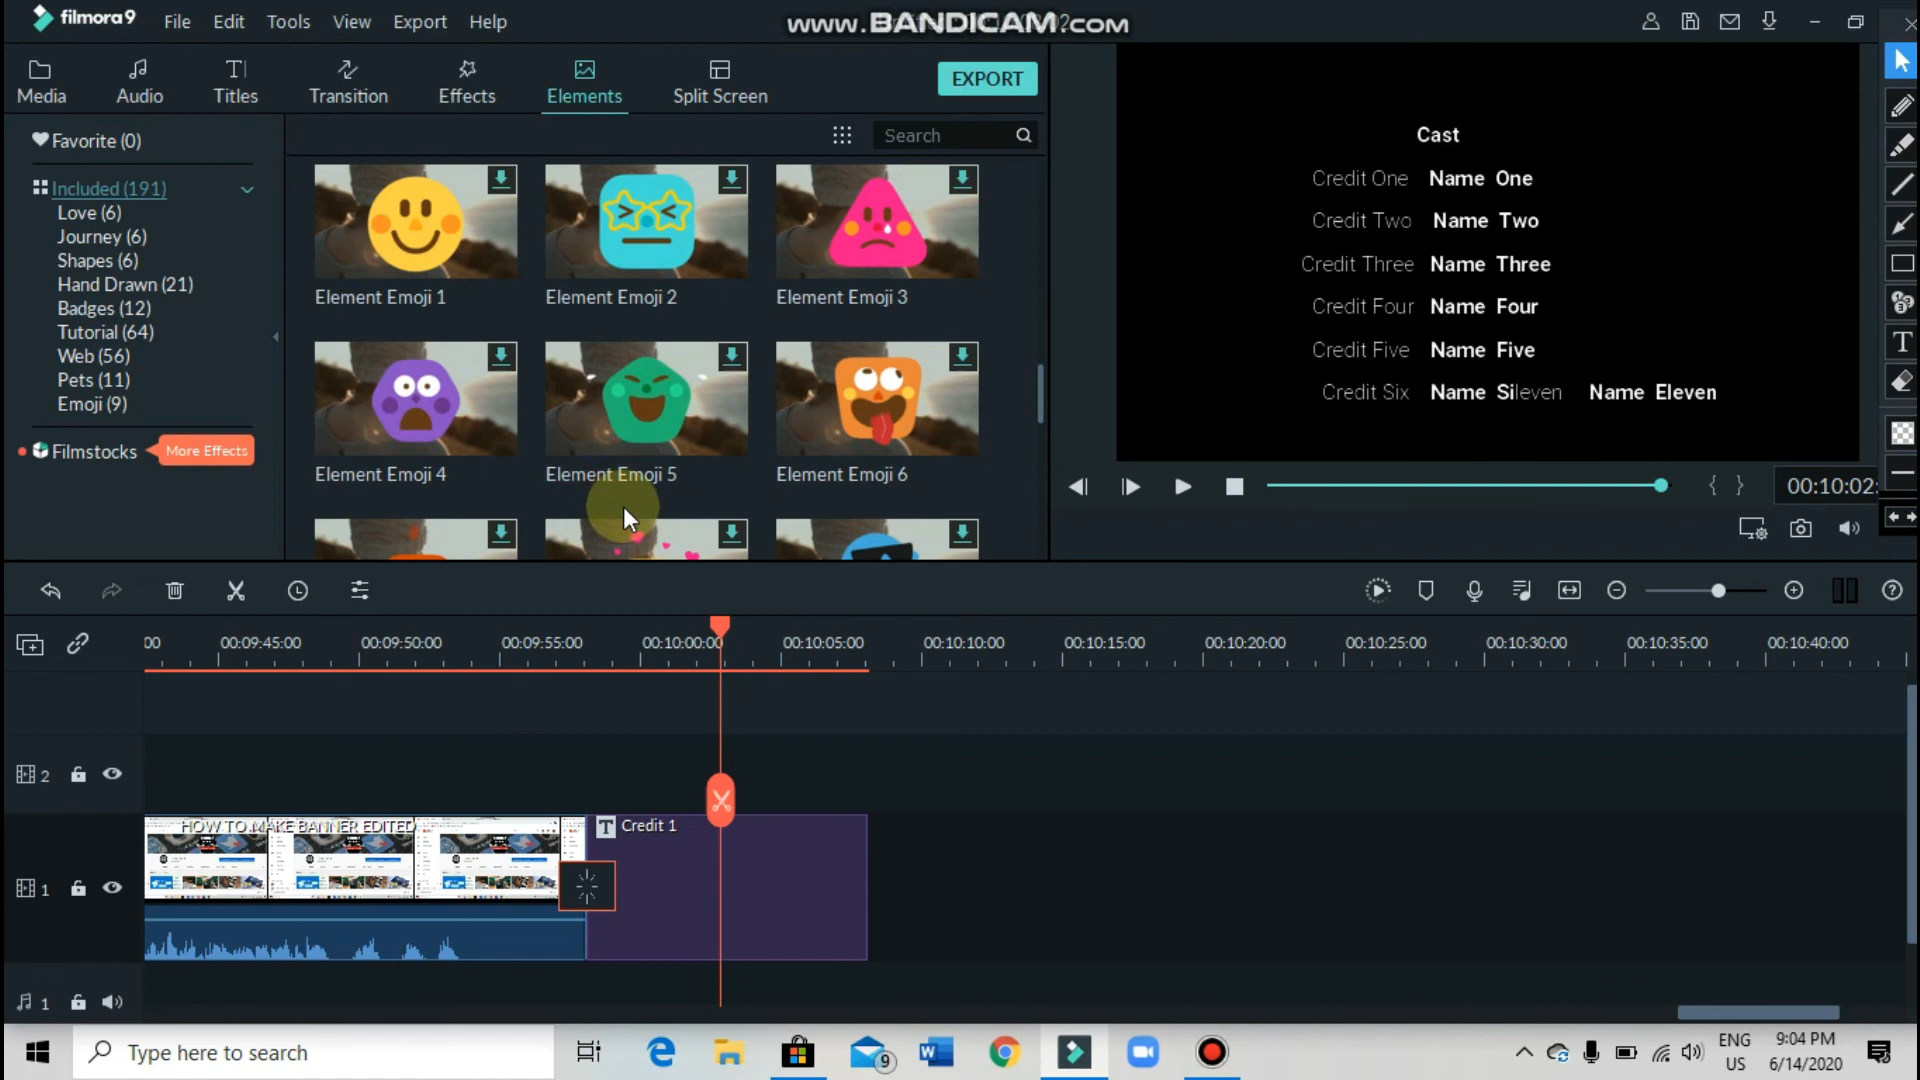 filmora9 File Edit Tools View Export Help
www.BANDICAM.com
Media Audio Titles Transition Effects Elements Split Screen EXPORT
Favorite (0)
Search
Included (191)
Love (6)
Journey (6)
Shapes (6)
Hand Drawn (21)
Badges (12)
Tutorial (64)
Web (56)
Pets (11)
Emoji (9)
Filmstocks More Effects
Element Emoji 1 Element Emoji 2 Element Emoji 3
Element Emoji 4 Element Emoji 5 Element Emoji 6
Cast
Credit One Name One
Credit Two Name Two
Credit Three Name Three
Credit Four Name Four
Credit Five Name Five
Credit Six Name Sileven Name Eleven
00:10:02:
00 00:09:45:00 00:09:50:00 00:09:55:00 00:10:00:00 00:10:05:00 00:10:10:00 00:10:15:00 00:10:20:00 00:10:25:00 00:10:30:00 00:10:35:00 00:10:40:00
2
HOW TO MAKE BANNER EDITED
T Credit 1
1
1
Type here to search
9
ENG
US
9:04 PM
6/14/2020